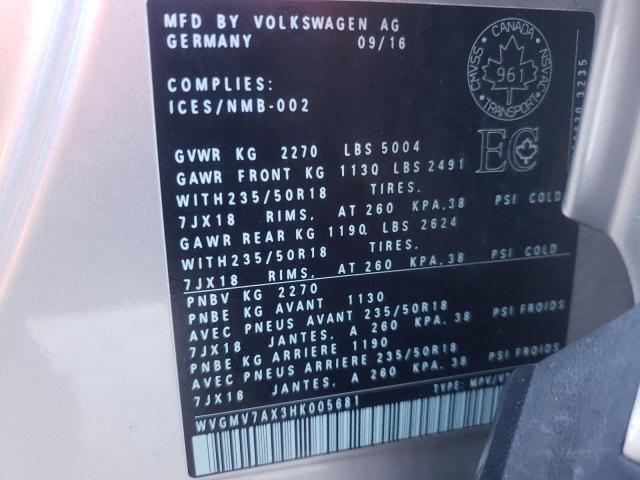 MFD BY VOLKSWAGEN AG
GERMANY 09/16
CANADA
CMVSS NSVAC
961
TRANSPORT
COMPLIES:
ICES/NMB-002
EC
GVWR KG 2270 LBS 5004
GAWR FRONT KG 1130 LBS 2491
WITH235/50R18 TIRES.
7JX18 RIMS, AT 260 KPA.38 PSI COLD
GAWR REAR KG 1190 LBS 2624
WITH235/50R18 TIRES.
7JX18 RIMS, AT 260 KPA.38 PSI COLD
PNBV KG 2270
PNBE KG AVANT 1130
AVEC PNEUS AVANT 235/50R18
7JX18 JANTES, A 260 KPA. 38 PSI FROIDS
PNBE KG ARRIERE 1190
AVEC PNEUS ARRIERE 235/50R18
7JX18 JANTES, A 260 KPA. 38 PSI FROIDS
WVGMV7AX3HK005681 TYPE: MPV/